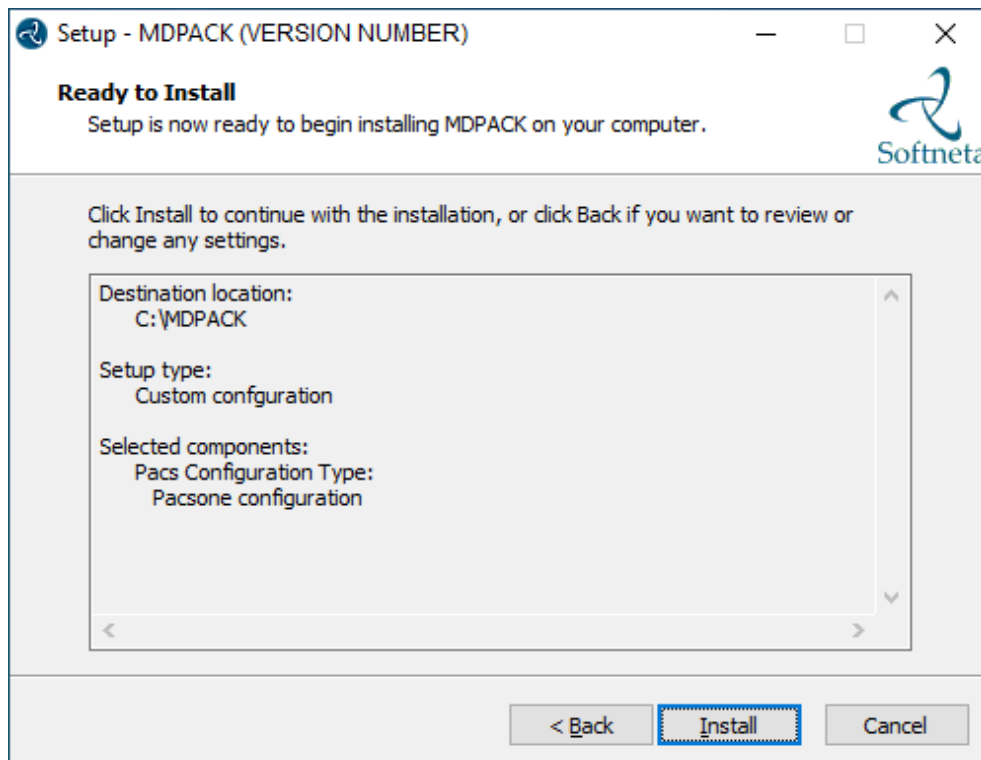 Setup - MDPACK (VERSION NUMBER)
Ready to Install
Setup is now ready to begin installing MDPACK on your computer.
Softneta
Click Install to continue with the installation, or click Back if you want to review or
change any settings.
Destination location:
C:\MDPACK
Setup type:
Custom confguration
Selected components:
Pacs Configuration Type:
Pacsone configuration
< Back
Install
Cancel